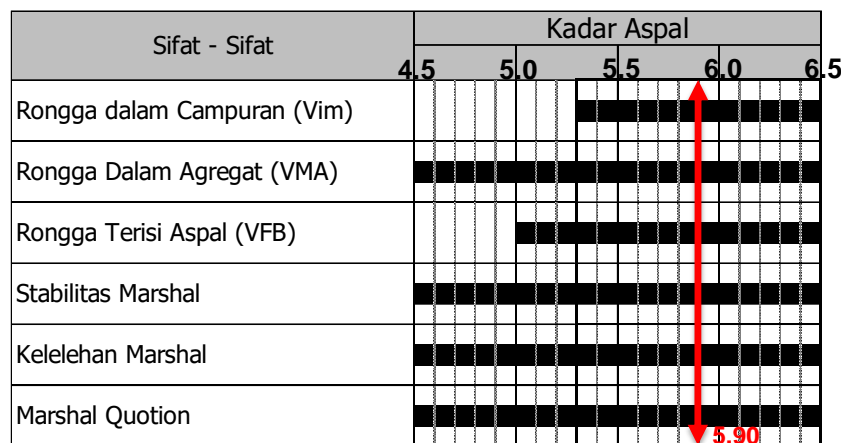 Sifat - Sifat
Kadar Aspal
4.5 5.0 5.5 6.0 6.5
Rongga dalam Campuran (Vim)
Rongga Dalam Agregat (VMA)
Rongga Terisi Aspal (VFB)
Stabilitas Marshal
Kelelehan Marshal
Marshal Quotion
5.90